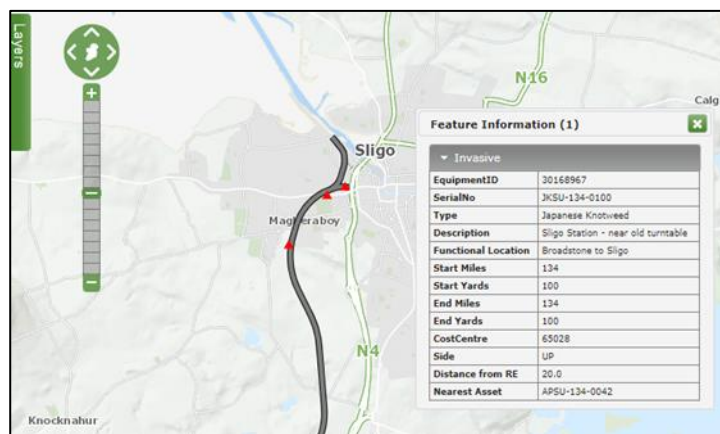 Layers
N16
Calg
Sligo
Magheraboy
N4
Knocknahur
+
−
Feature Information (1)
Invasive
EquipmentID 30168967
SerialNo JKSU-134-0100
Type Japanese Knotweed
Description Sligo Station - near old turntable
Functional Location Broadstone to Sligo
Start Miles 134
Start Yards 100
End Miles 134
End Yards 100
CostCentre 65028
Side UP
Distance from RE 20.0
Nearest Asset APSU-134-0042